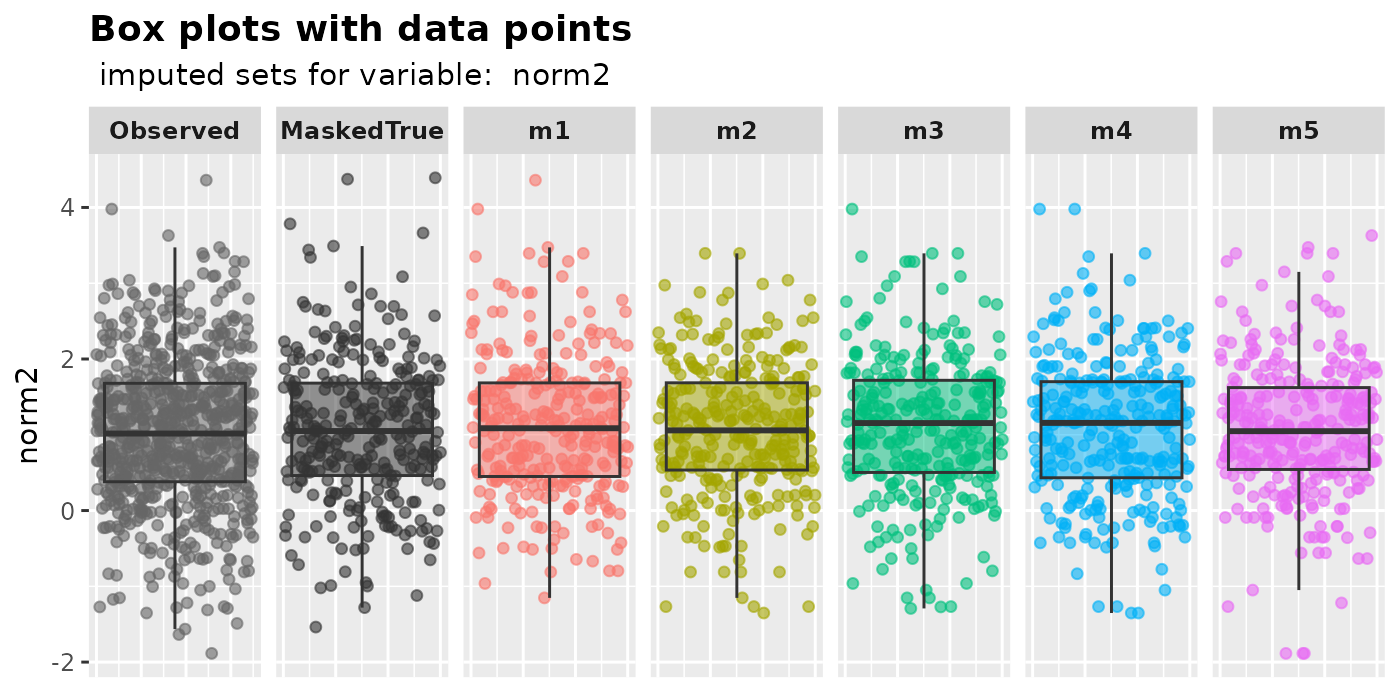 Box plots with data points
imputed sets for variable:  norm2
Observed MaskedTrue m1 m2 m3 m4 m5
norm2
4
2
0
-2